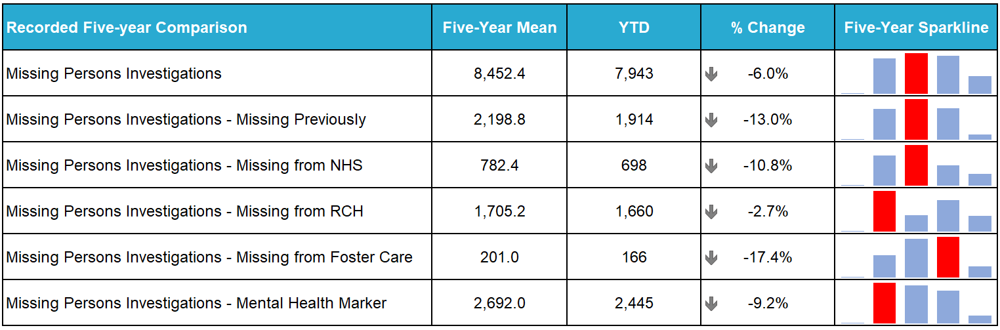 Recorded Five-year Comparison Five-Year Mean YTD % Change Five-Year Sparkline
Missing Persons Investigations 8,452.4 7,943 -6.0%
Missing Persons Investigations - Missing Previously 2,198.8 1,914 -13.0%
Missing Persons Investigations - Missing from NHS 782.4 698 -10.8%
Missing Persons Investigations - Missing from RCH 1,705.2 1,660 -2.7%
Missing Persons Investigations - Missing from Foster Care 201.0 166 -17.4%
Missing Persons Investigations - Mental Health Marker 2,692.0 2,445 -9.2%